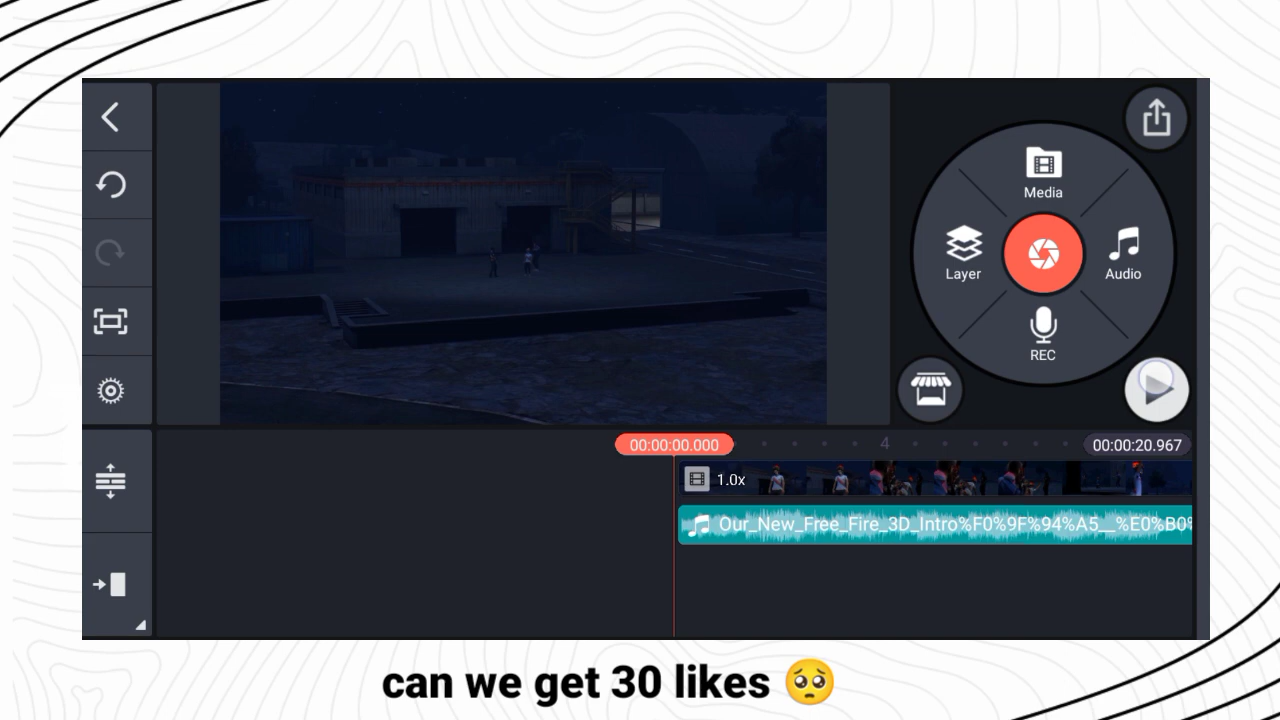 Media
Layer
Audio
REC
00:00:00.000
4
00:00:20.967
1.0x
Our_New_Free_Fire_3D_Intro%F0%9F%94%A5__%E0%B0%
can we get 30 likes 🥺